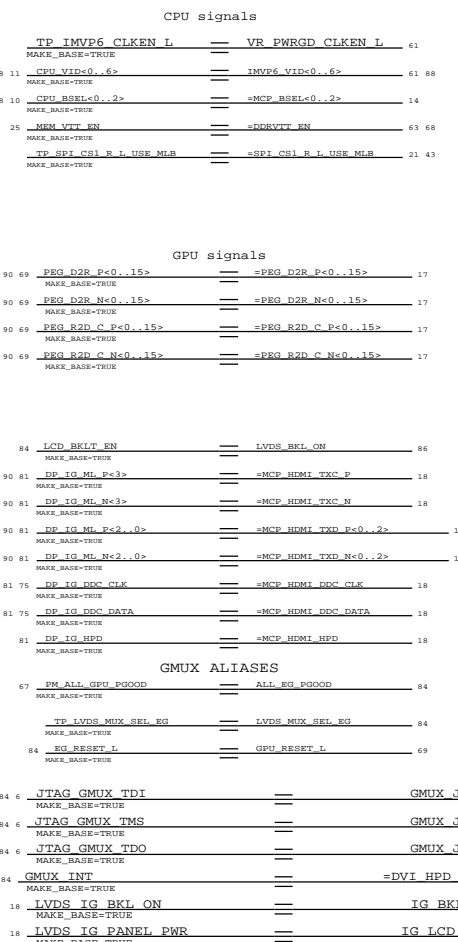 CPU signals
TP_IMVP6_CLKEN_L VR_PWRGD_CLKEN_L 61
MAKE_BASE=TRUE
8 11 CPU_VID<0..6> IMVP6_VID<0..6> 61 88
MAKE_BASE=TRUE
8 10 CPU_BSEL<0..2> =MCP_BSEL<0..2> 14
MAKE_BASE=TRUE
25 MEM_VTT_EN =DDRVTT_EN 63 68
MAKE_BASE=TRUE
TP_SPI_CS1_R_L_USE_MLB =SPI_CS1_R_L_USE_MLB 21 43
MAKE_BASE=TRUE
GPU signals
90 69 PEG_D2R_P<0..15> =PEG_D2R_P<0..15> 17
MAKE_BASE=TRUE
90 69 PEG_D2R_N<0..15> =PEG_D2R_N<0..15> 17
MAKE_BASE=TRUE
90 69 PEG_R2D_C_P<0..15> =PEG_R2D_C_P<0..15> 17
MAKE_BASE=TRUE
90 69 PEG_R2D_C_N<0..15> =PEG_R2D_C_N<0..15> 17
MAKE_BASE=TRUE
84 LCD_BKLT_EN LVDS_BKL_ON 86
MAKE_BASE=TRUE
90 81 DP_IG_ML_P<3> =MCP_HDMI_TXC_P 18
MAKE_BASE=TRUE
90 81 DP_IG_ML_N<3> =MCP_HDMI_TXC_N 18
MAKE_BASE=TRUE
90 81 DP_IG_ML_P<2..0> =MCP_HDMI_TXD_P<0..2> 1
MAKE_BASE=TRUE
90 81 DP_IG_ML_N<2..0> =MCP_HDMI_TXD_N<0..2> 1
MAKE_BASE=TRUE
81 75 DP_IG_DDC_CLK =MCP_HDMI_DDC_CLK 18
MAKE_BASE=TRUE
81 75 DP_IG_DDC_DATA =MCP_HDMI_DDC_DATA 18
MAKE_BASE=TRUE
81 DP_IG_HPD =MCP_HDMI_HPD 18
MAKE_BASE=TRUE
GMUX ALIASES
67 PM_ALL_GPU_PGOOD ALL_EG_PGOOD 84
MAKE_BASE=TRUE
TP_LVDS_MUX_SEL_EG LVDS_MUX_SEL_EG 84
MAKE_BASE=TRUE
84 EG_RESET_L GPU_RESET_L 69
MAKE_BASE=TRUE
84 6 JTAG_GMUX_TDI GMUX_J
MAKE_BASE=TRUE
84 6 JTAG_GMUX_TMS GMUX_J
MAKE_BASE=TRUE
84 6 JTAG_GMUX_TDO GMUX_J
MAKE_BASE=TRUE
84 GMUX_INT =DVI_HPD
MAKE_BASE=TRUE
18 LVDS_IG_BKL_ON IG_BKL
MAKE_BASE=TRUE
18 LVDS_IG_PANEL_PWR IG_LCD
MAKE_BASE=TRUE